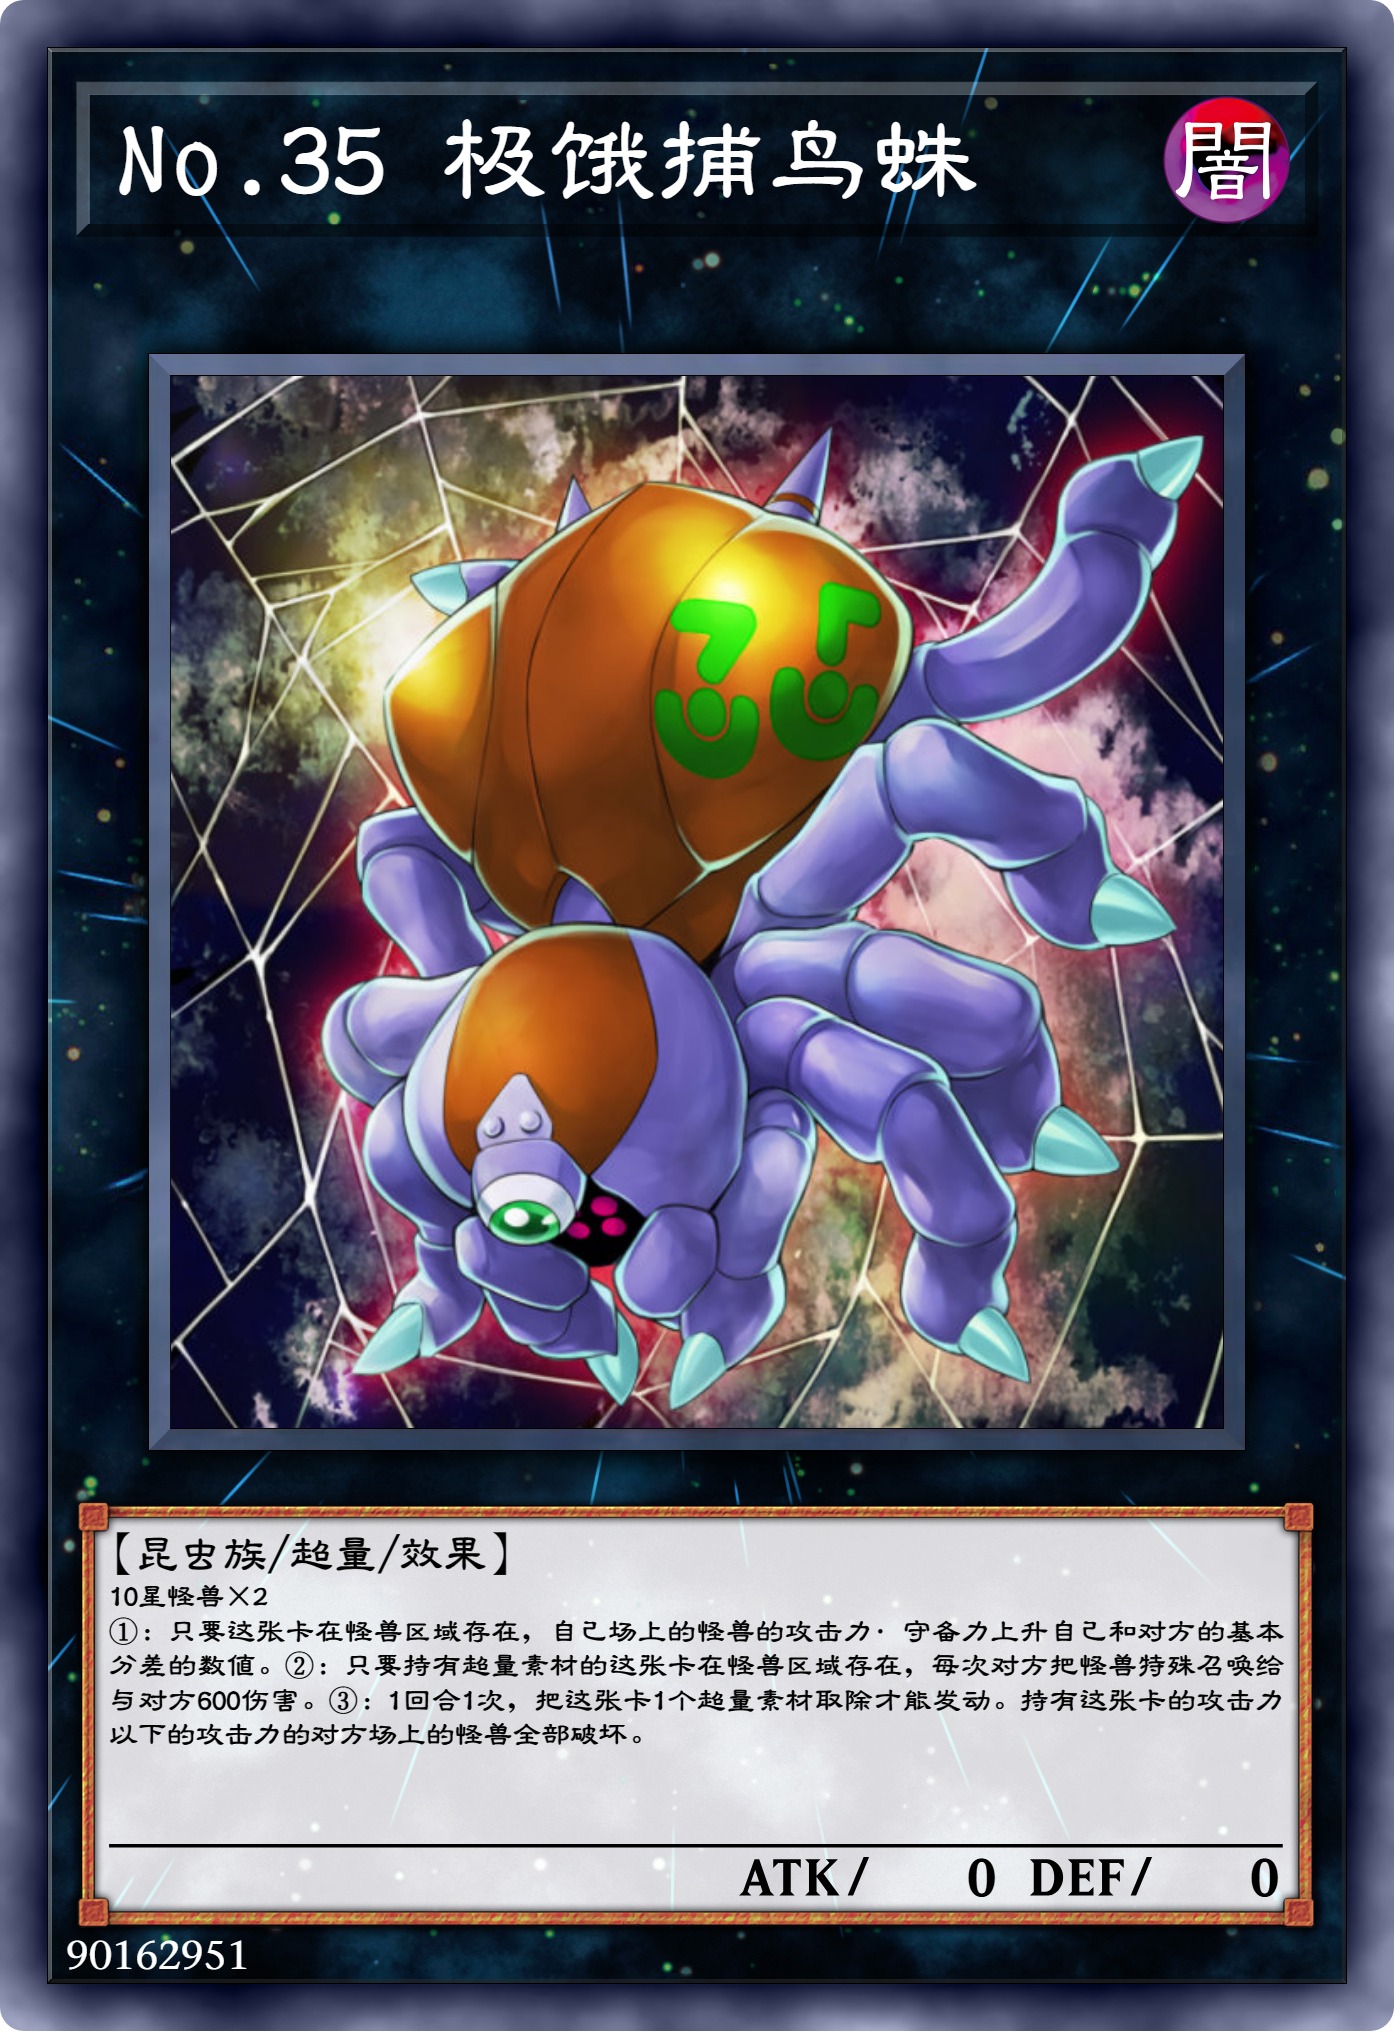 No.35 极饿捕鸟蛛
闇
【昆虫族/超量/效果】
10星怪兽×2
①：只要这张卡在怪兽区域存在，自己场上的怪兽的攻击力·守备力上升自己和对方的基本
分差的数值。②：只要持有超量素材的这张卡在怪兽区域存在，每次对方把怪兽特殊召唤给
与对方600伤害。③：1回合1次，把这张卡1个超量素材取除才能发动。持有这张卡的攻击力
以下的攻击力的对方场上的怪兽全部破坏。
ATK/ 0 DEF/ 0
90162951